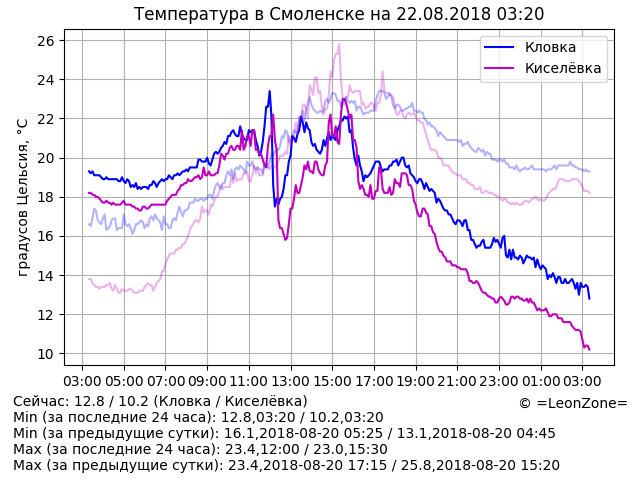 Температура в Смоленске на 22.08.2018 03:20
Кловка
Киселёвка
градусов Цельсия, °C
26
24
22
20
18
16
14
12
10
03:00 05:00 07:00 09:00 11:00 13:00 15:00 17:00 19:00 21:00 23:00 01:00 03:00
Сейчас: 12.8 / 10.2 (Кловка / Киселёвка)
© =LeonZone=
Min (за последние 24 часа): 12.8,03:20 / 10.2,03:20
Min (за предыдущие сутки): 16.1,2018-08-20 05:25 / 13.1,2018-08-20 04:45
Max (за последние 24 часа): 23.4,12:00 / 23.0,15:30
Max (за предыдущие сутки): 23.4,2018-08-20 17:15 / 25.8,2018-08-20 15:20